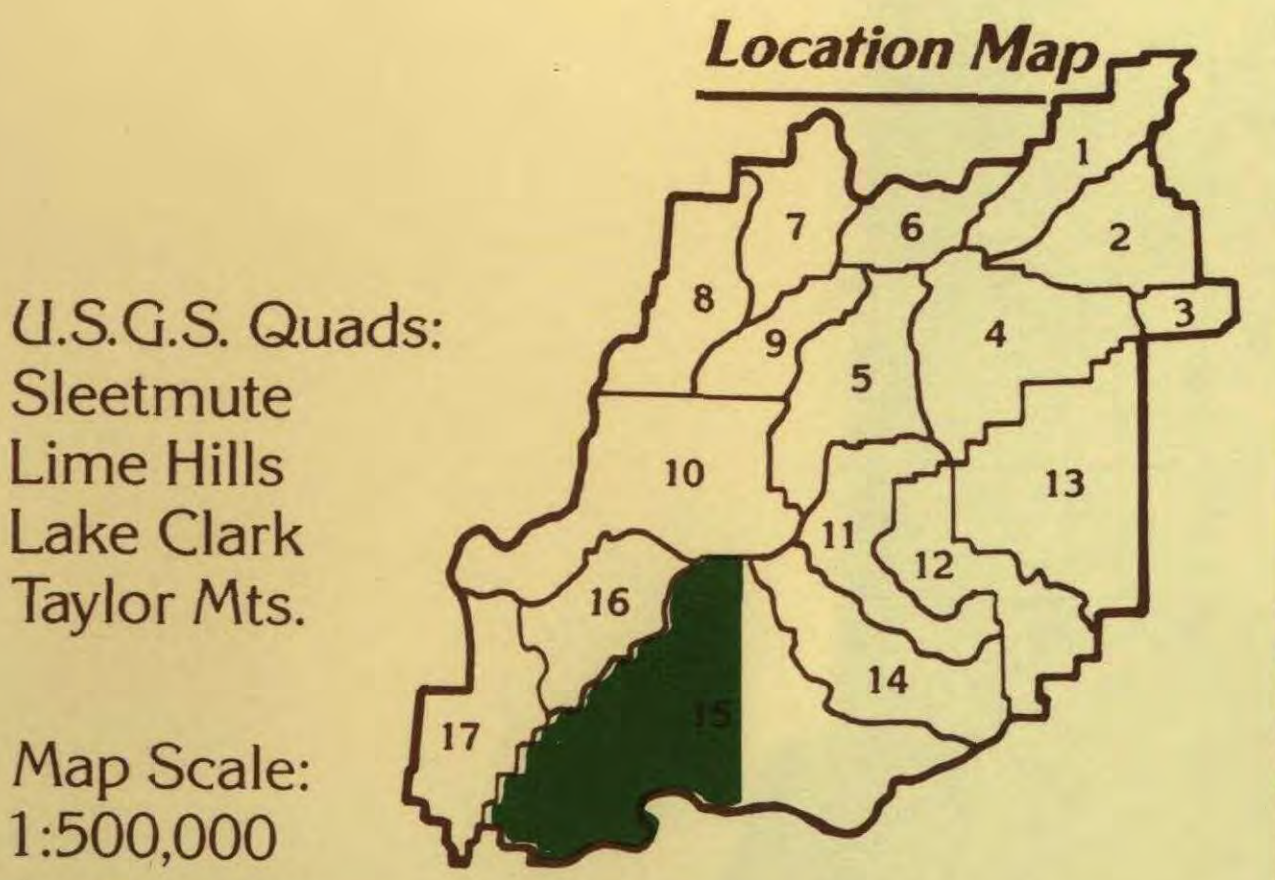 Location Map
U.S.G.S. Quads:
Sleetmute
Lime Hills
Lake Clark
Taylor Mts.
Map Scale:
1:500,000
1
2
3
4
5
6
7
8
9
10
11
12
13
14
15
16
17